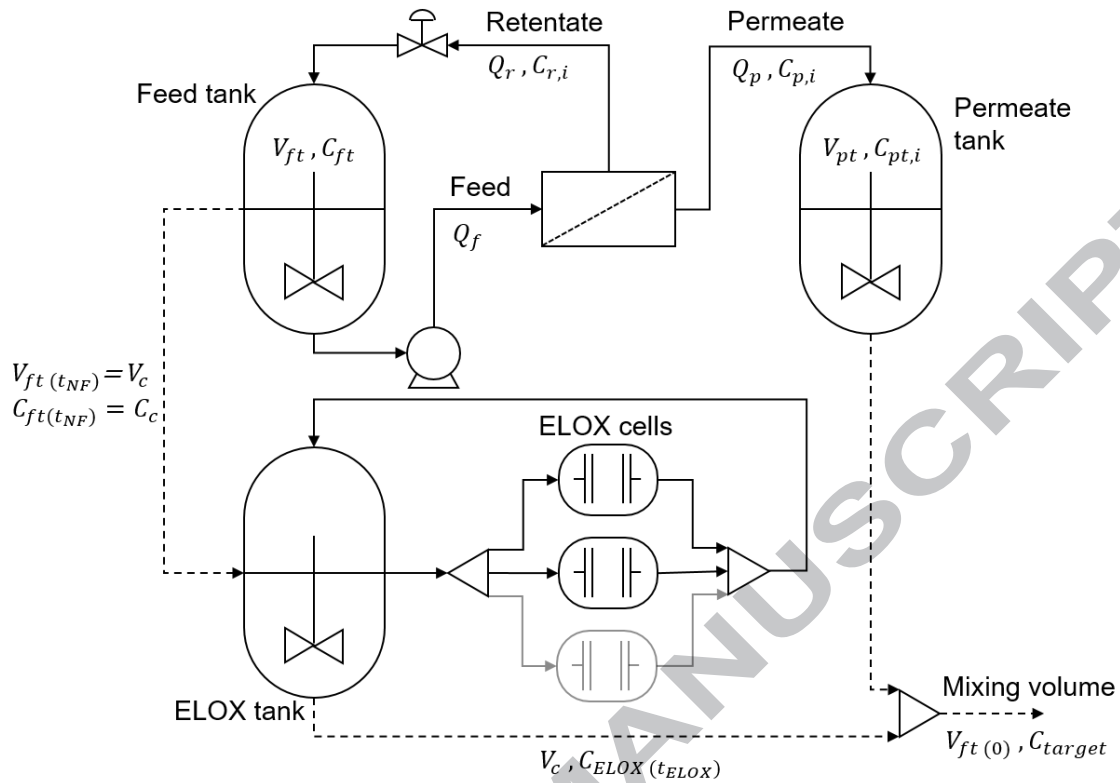 Retentate
Q_r , C_{r,i}
Permeate
Q_p , C_{p,i}
Feed tank
V_{ft} , C_{ft}
Feed
Q_f
V_{pt} , C_{pt,i}
Permeate
tank
V_{ft (t_{NF})} = V_c
C_{ft(t_{NF})} = C_c
ELOX cells
ELOX tank
V_c , C_{ELOX (t_{ELOX})}
Mixing volume
V_{ft (0)} , C_{target}
MANUSCRIPT